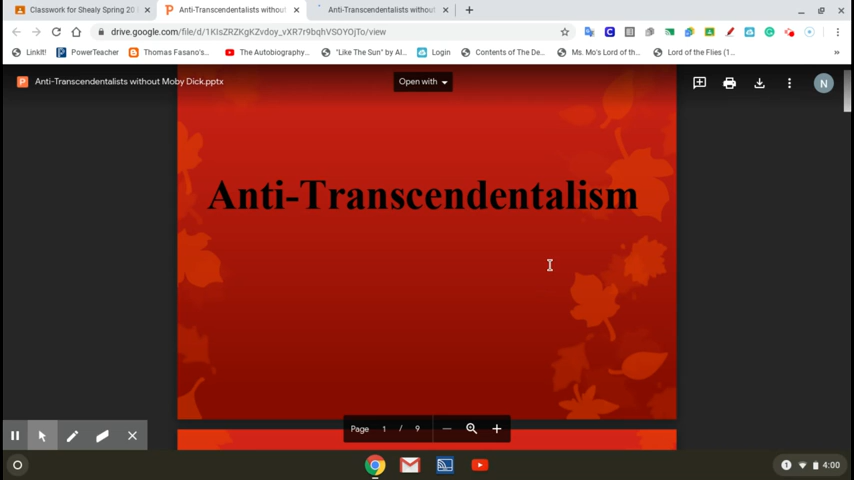 Classwork for Shealy Spring 20
Anti-Transcendentalists without
Anti-Transcendentalists without
drive.google.com/file/d/1KIsZRZKgKZvdoy_vXR7r9bqhVSOYOjTo/view
LinkIt!
PowerTeacher
Thomas Fasano's...
The Autobiography...
"Like The Sun" by Al...
Login
Contents of The De...
Ms. Mo's Lord of th...
Lord of the Flies (1...
Anti-Transcendentalists without Moby Dick.pptx
Open with
N
Anti-Transcendentalism
Page 1 / 9
1
4:00